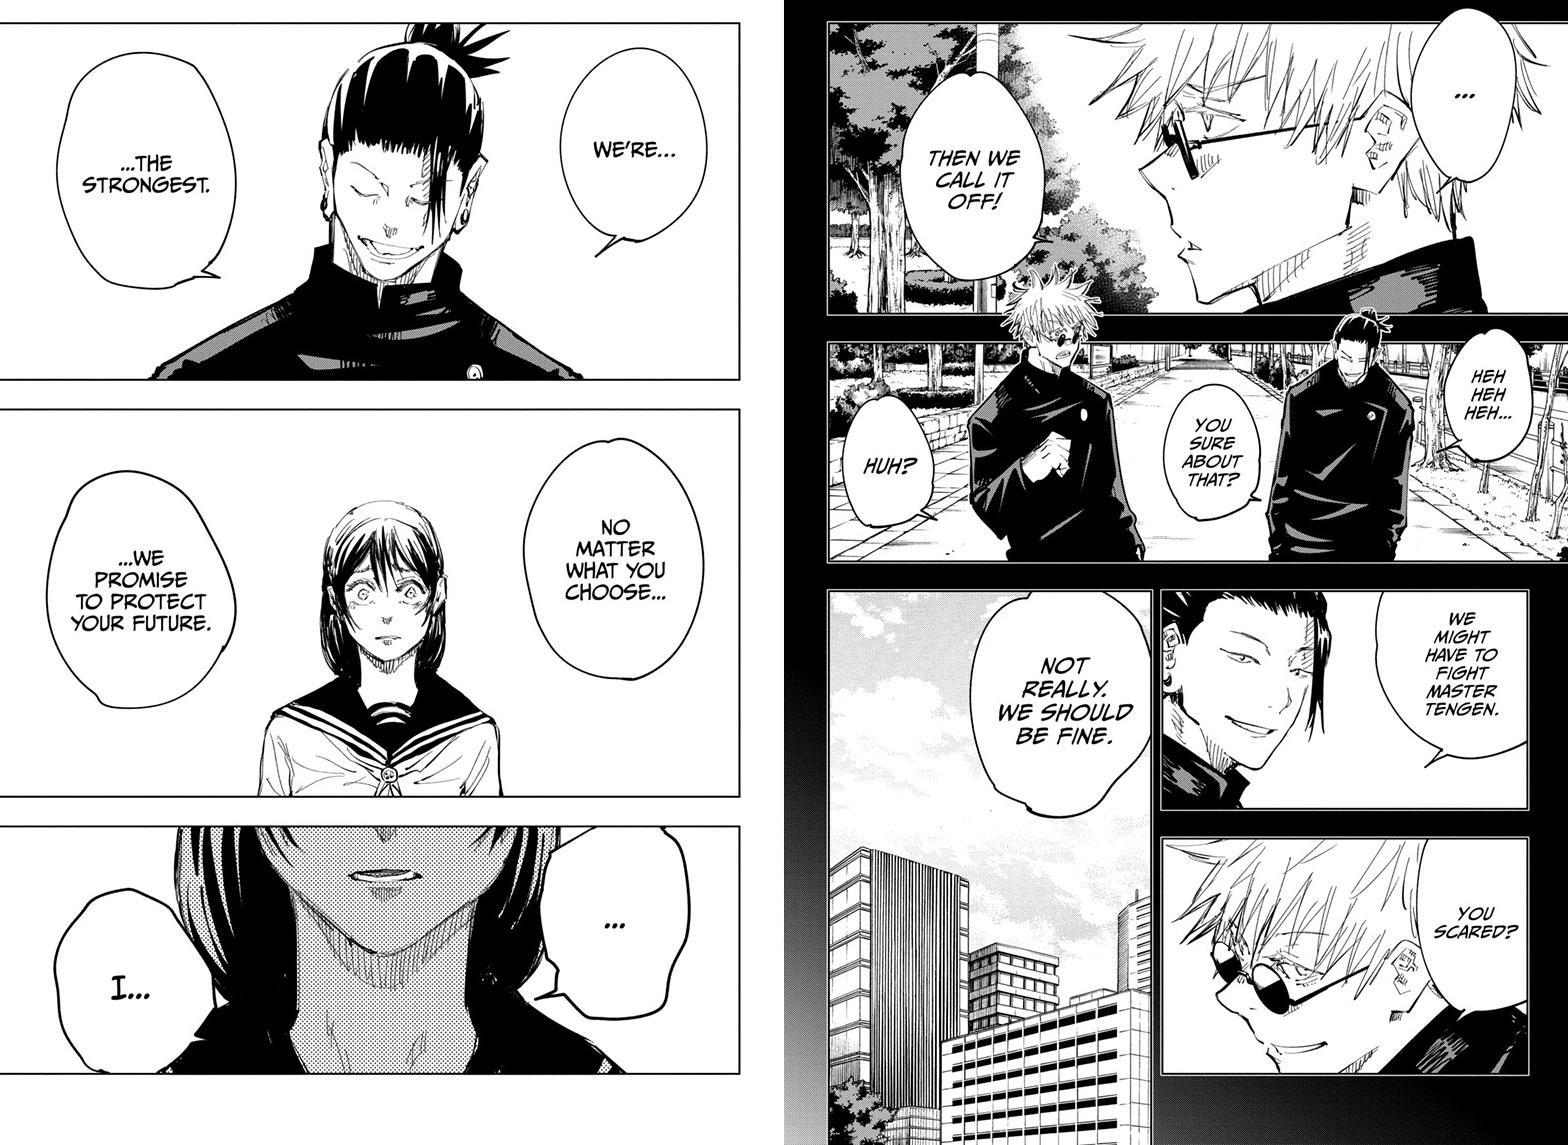 ...
THEN WE
CALL IT
OFF!
HEH
HEH
HEH...
YOU
SURE
ABOUT
THAT?
HUH?
WE
MIGHT
HAVE TO
FIGHT
MASTER
TENGEN.
YOU
SCARED?
NOT
REALLY.
WE SHOULD
BE FINE.
WE'RE...
...THE
STRONGEST.
NO
MATTER
WHAT YOU
CHOOSE...
...WE
PROMISE
TO PROTECT
YOUR FUTURE.
...
I...